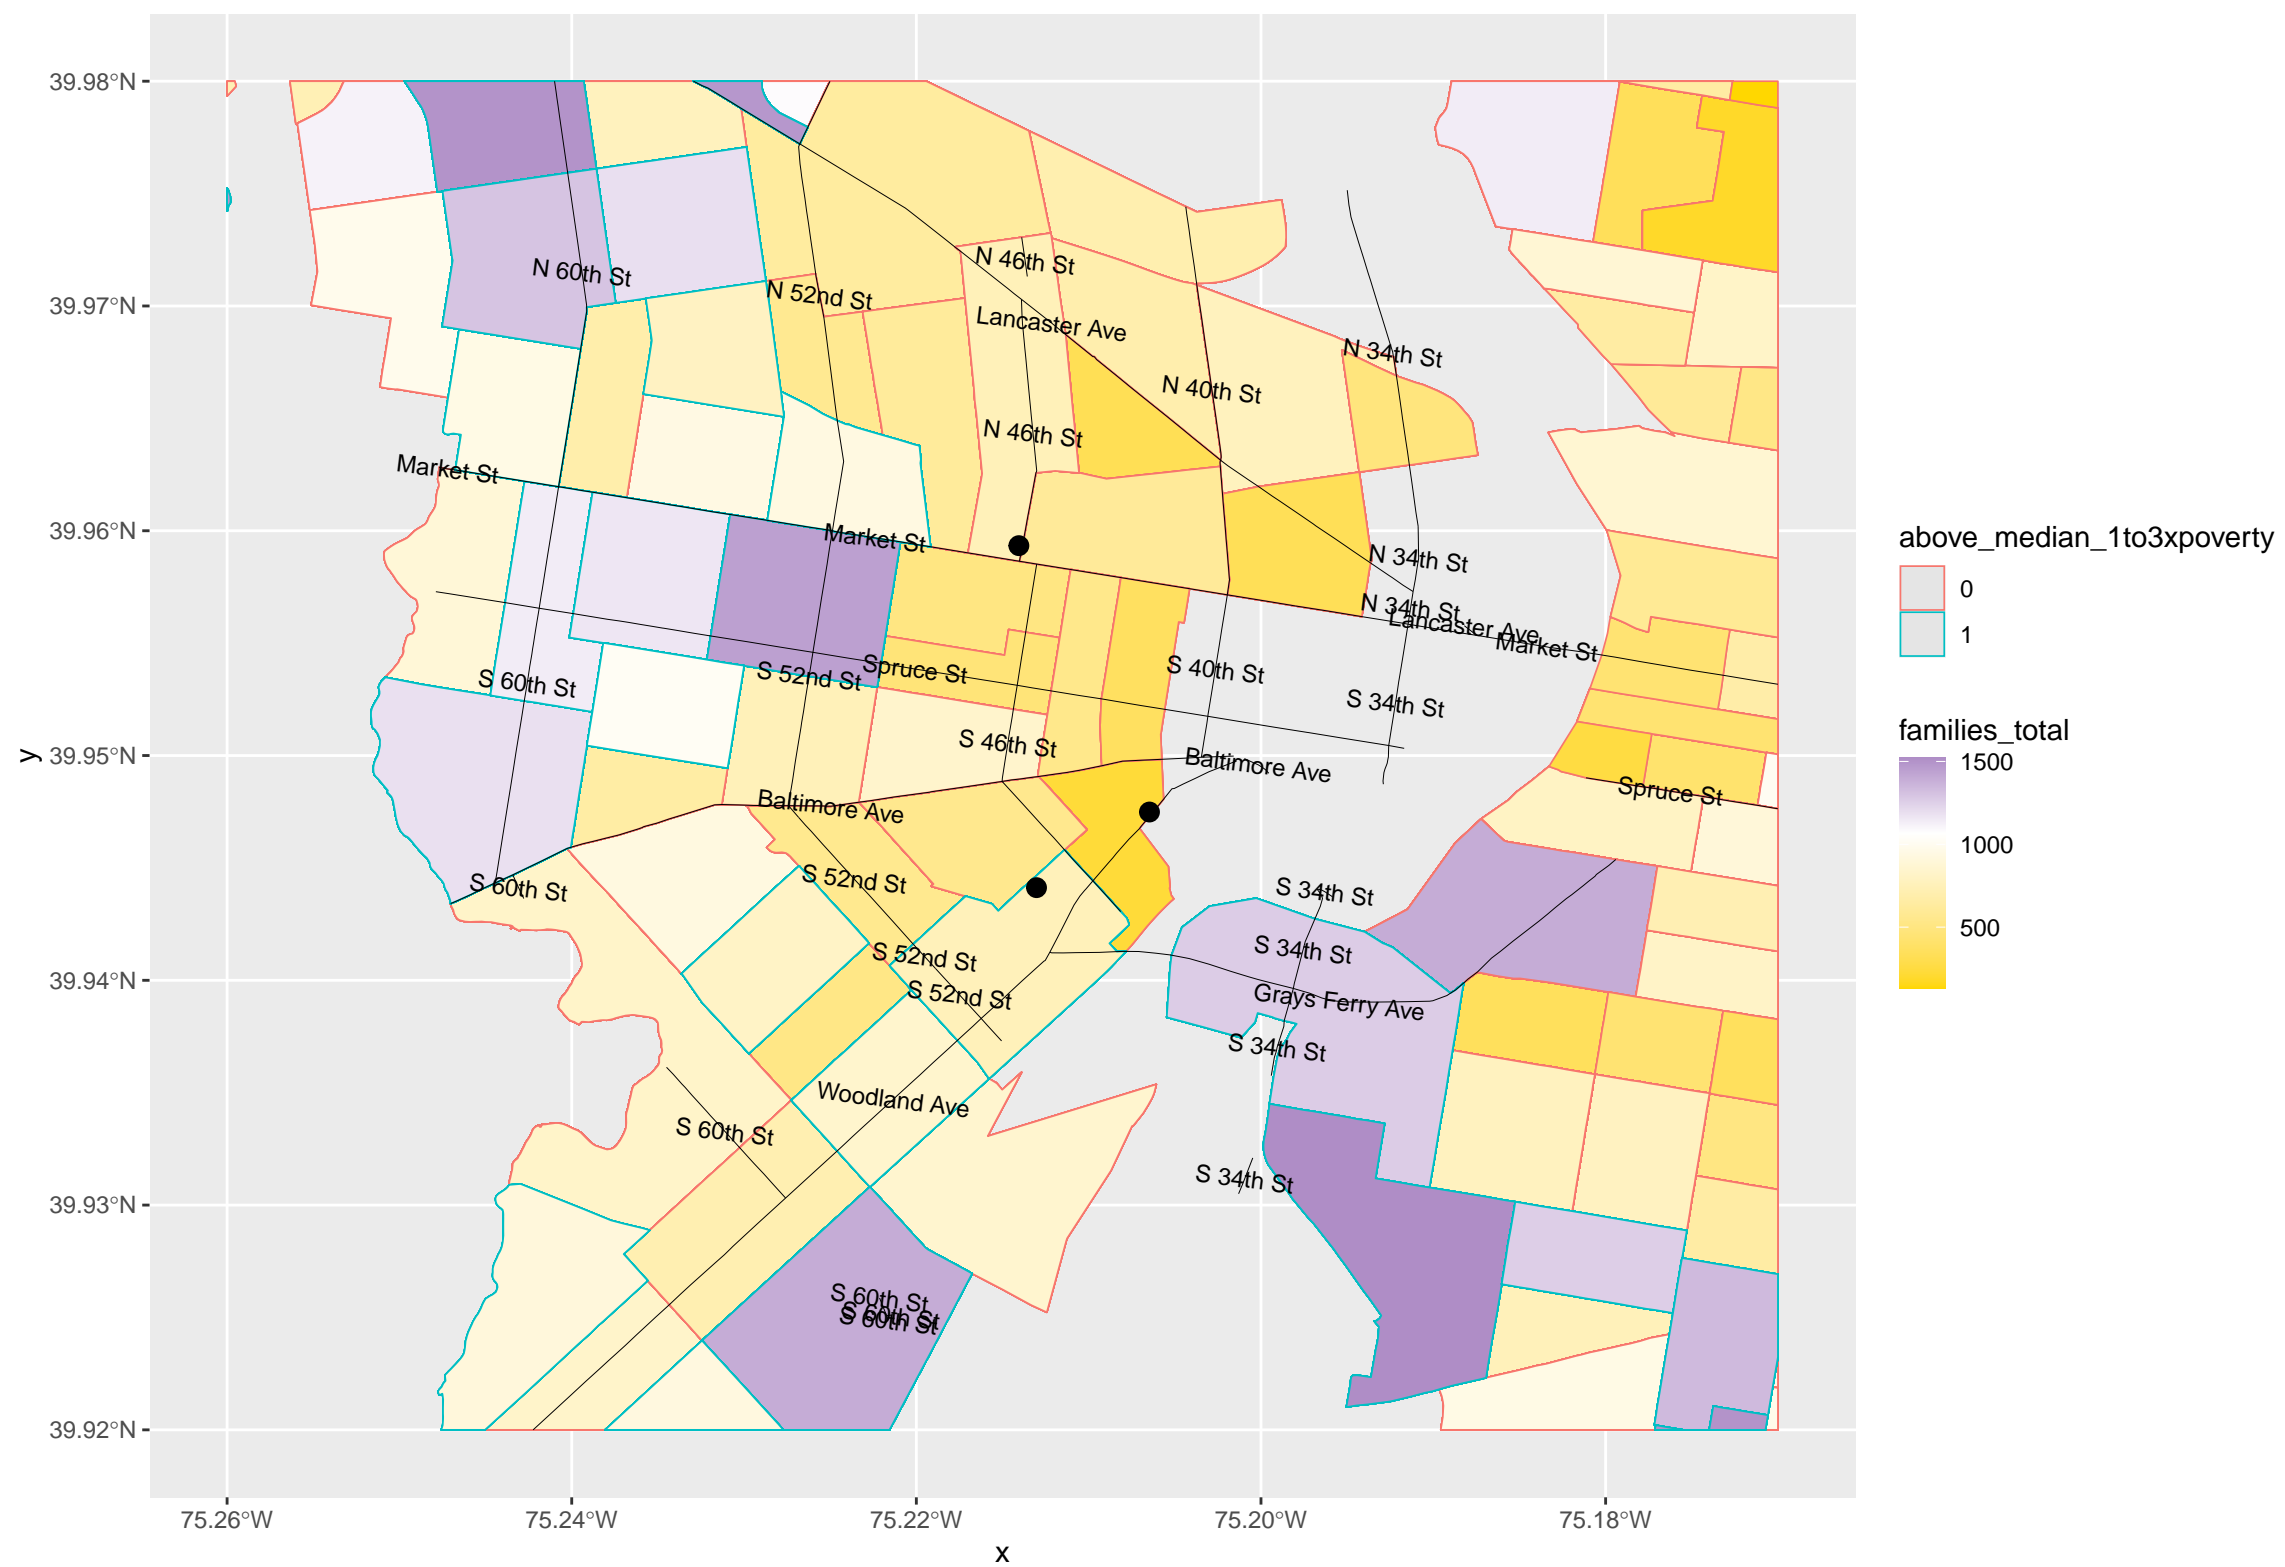 39.98°N
39.97°N
39.96°N
39.95°N
39.94°N
39.93°N
39.92°N
y
N 46th St
N 60th St
N 52nd St
Lancaster Ave
N 34th St
N 40th St
N 46th St
Market St
Market St
N 34th St
N 34th St
Lancaster Ave
Market St
Spruce St
S 40th St
S 52nd St
S 60th St
S 34th St
S 46th St
Baltimore Ave
Spruce St
Baltimore Ave
S 52nd St
S 60th St
S 34th St
S 34th St
S 52nd St
S 52nd St
Grays Ferry Ave
S 34th St
Woodland Ave
S 60th St
S 34th St
S 60th St
S 60th St
S 60th St
75.26°W
75.24°W
75.22°W
75.20°W
75.18°W
x
above_median_1to3xpoverty
0
1
families_total
1500
1000
500